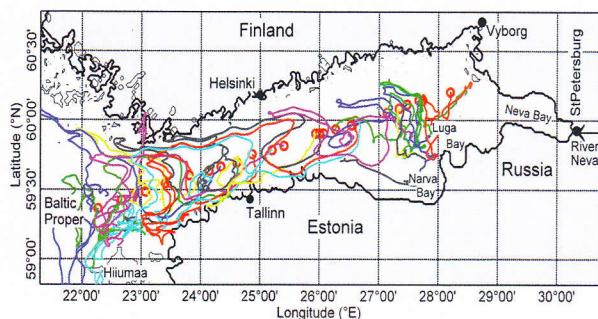 Finland
Vyborg
60°30'
StPetersburg
Helsinki
60°00'
Neva Bay
Luga
Bay
River
Neva
Latitude (°N)
Russia
59°30'
Narva
Bay
Baltic
Proper
Tallinn
Estonia
59°00'
Hiiumaa
22°00' 23°00' 24°00' 25°00' 26°00' 27°00' 28°00' 29°00' 30°00'
Longitude (°E)